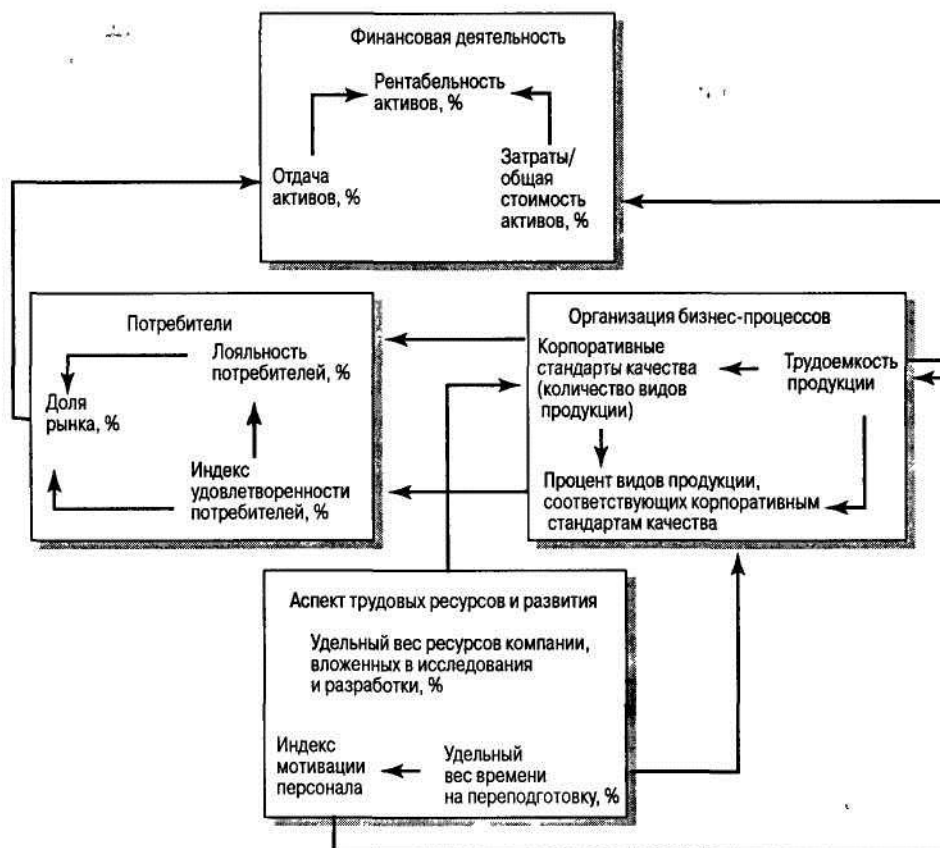 Финансовая деятельность
Рентабельность
активов, %
Отдача
активов, %
Затраты/
общая
стоимость
активов, %
Потребители
Лояльность
потребителей, %
Доля
рынка, %
Индекс
удовлетворенности
потребителей, %
Организация бизнес-процессов
Корпоративные
стандарты качества
(количество видов
продукции)
Трудоемкость
продукции
Процент видов продукции,
соответствующих корпоративным
стандартам качества
Аспект трудовых ресурсов и развития
Удельный вес ресурсов компании,
вложенных в исследования
и разработки, %
Индекс
мотивации
персонала
Удельный
вес времени
на переподготовку, %